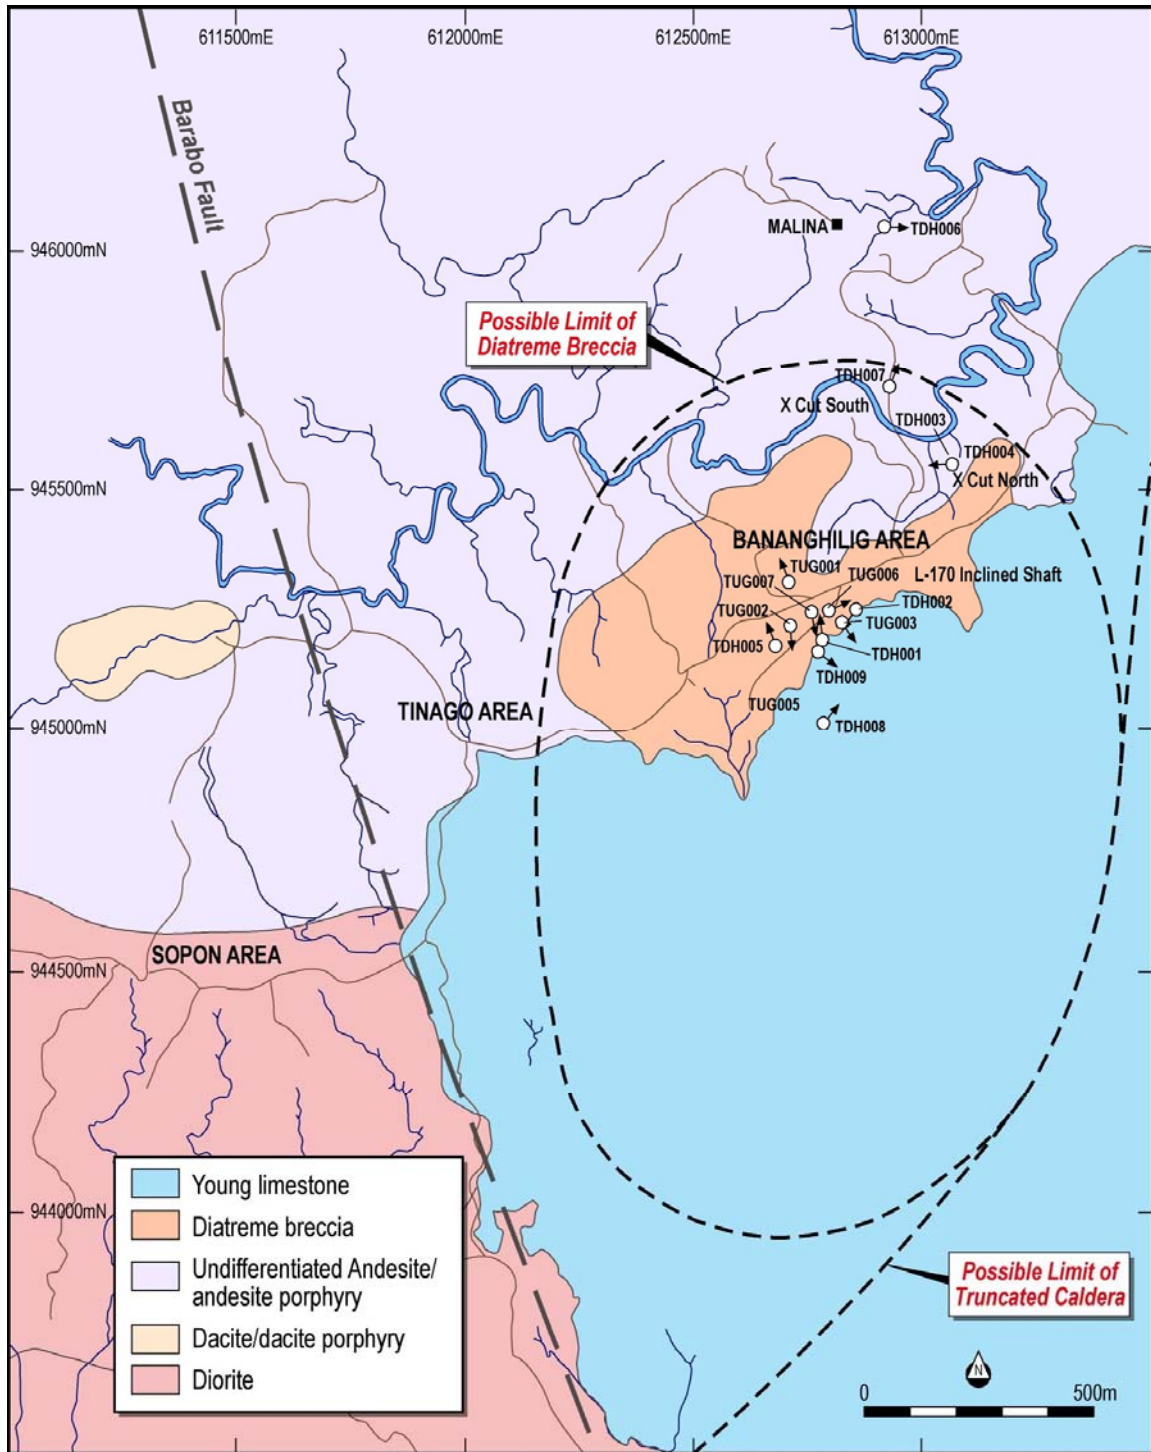 611500mE
612000mE
612500mE
613000mE
Barabo Fault
MALINA
TDH006
946000mN
Possible Limit of
Diatreme Breccia
TDH007
X Cut South
TDH003
TDH004
X Cut North
945500mN
BANANGHILIG AREA
TUG001
TUG006
TUG007
L-170 Inclined Shaft
TUG002
TDH002
TUG003
TDH005
TDH001
TDH009
TUG005
TINAGO AREA
TDH008
945000mN
SOPON AREA
944500mN
Young limestone
944000mN
Diatreme breccia
Undifferentiated Andesite/
andesite porphyry
Possible Limit of
Truncated Caldera
Dacite/dacite porphyry
Diorite
N
0
500m